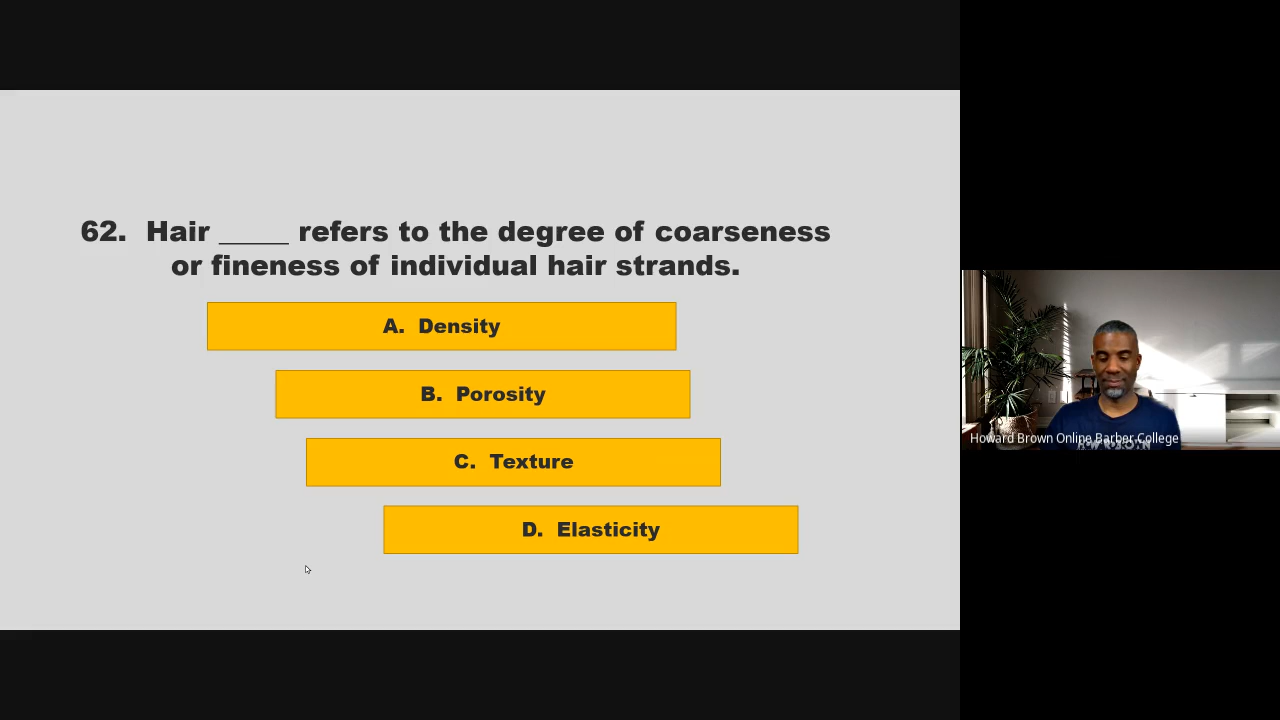 62. Hair _____ refers to the degree of coarseness
or fineness of individual hair strands.
A. Density
B. Porosity
C. Texture
D. Elasticity
Howard Brown Online Barber College